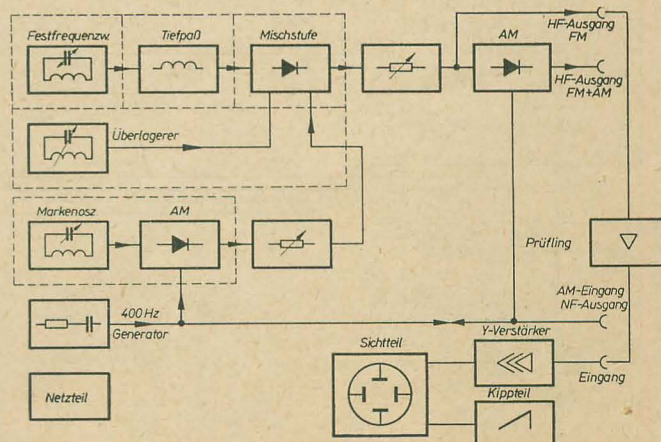 Festfrequenzw.
Tiefpaß
Mischstufe
AM
HF-Ausgang
FM
HF-Ausgang
FM+AM
Überlagerer
Markenosz
AM
Prüfling
400 Hz
Generator
AM-Eingang
NF-Ausgang
Y-Verstärker
Sichtteil
Eingang
Netzteil
Kippteil